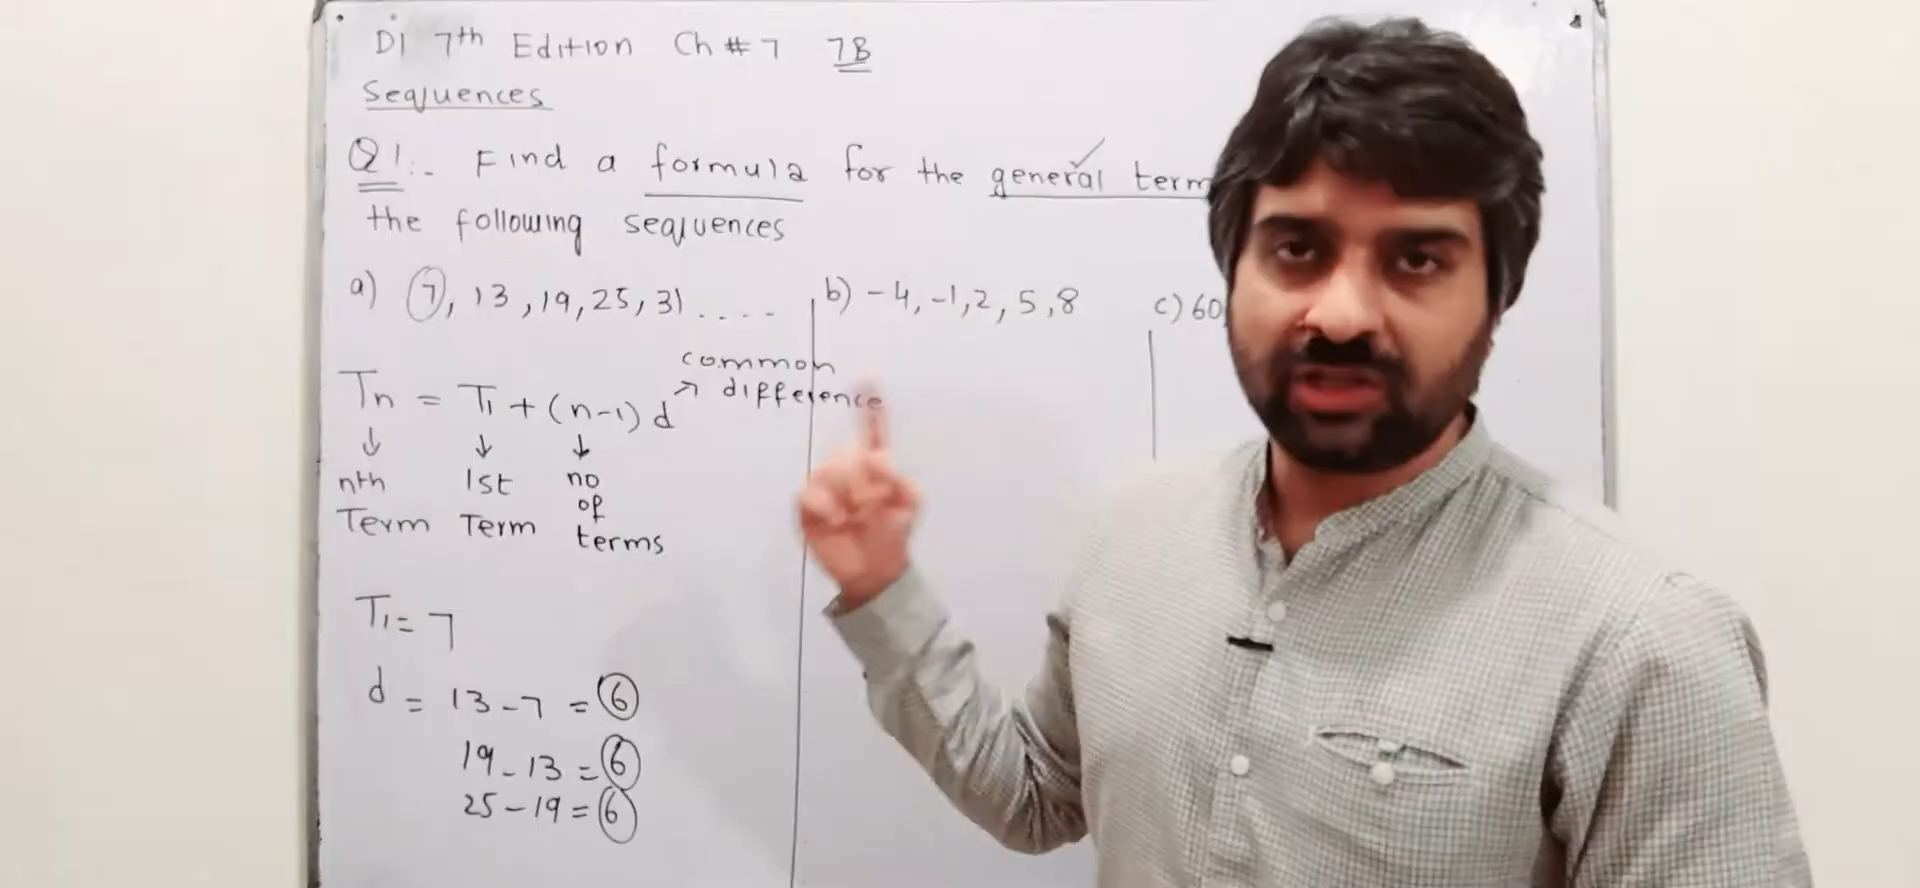 D1 7th Edition Ch # 7 7B
Sequences
Q1:- Find a formula for the general term
the following sequences
a) 7, 13, 19, 25, 31 ....
b) -4, -1, 2, 5, 8
c) 60
Tn = T1 + (n-1) d
common
difference
nth
Term
1st
Term
no
of
terms
T1 = 7
d = 13 - 7 = 6
19 - 13 = 6
25 - 19 = 6